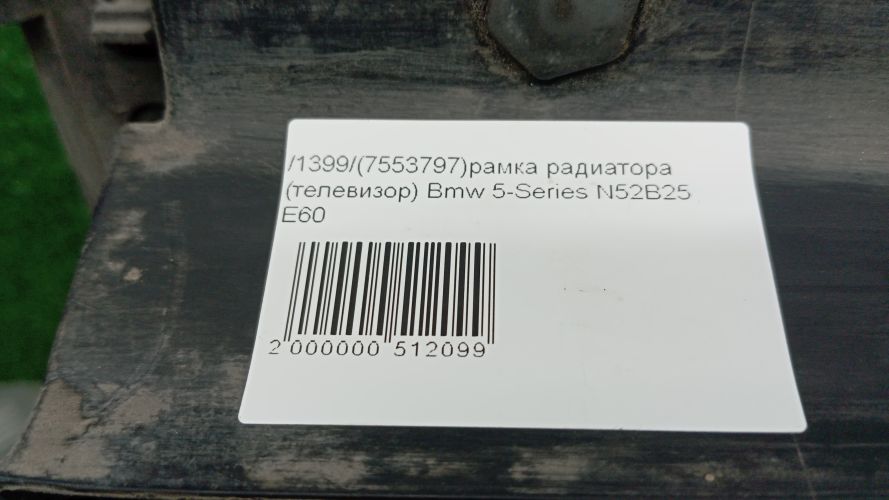 /1399/(7553797)рамка радиатора
(телевизор) Bmw 5-Series N52B25
E60
2 000000 512099